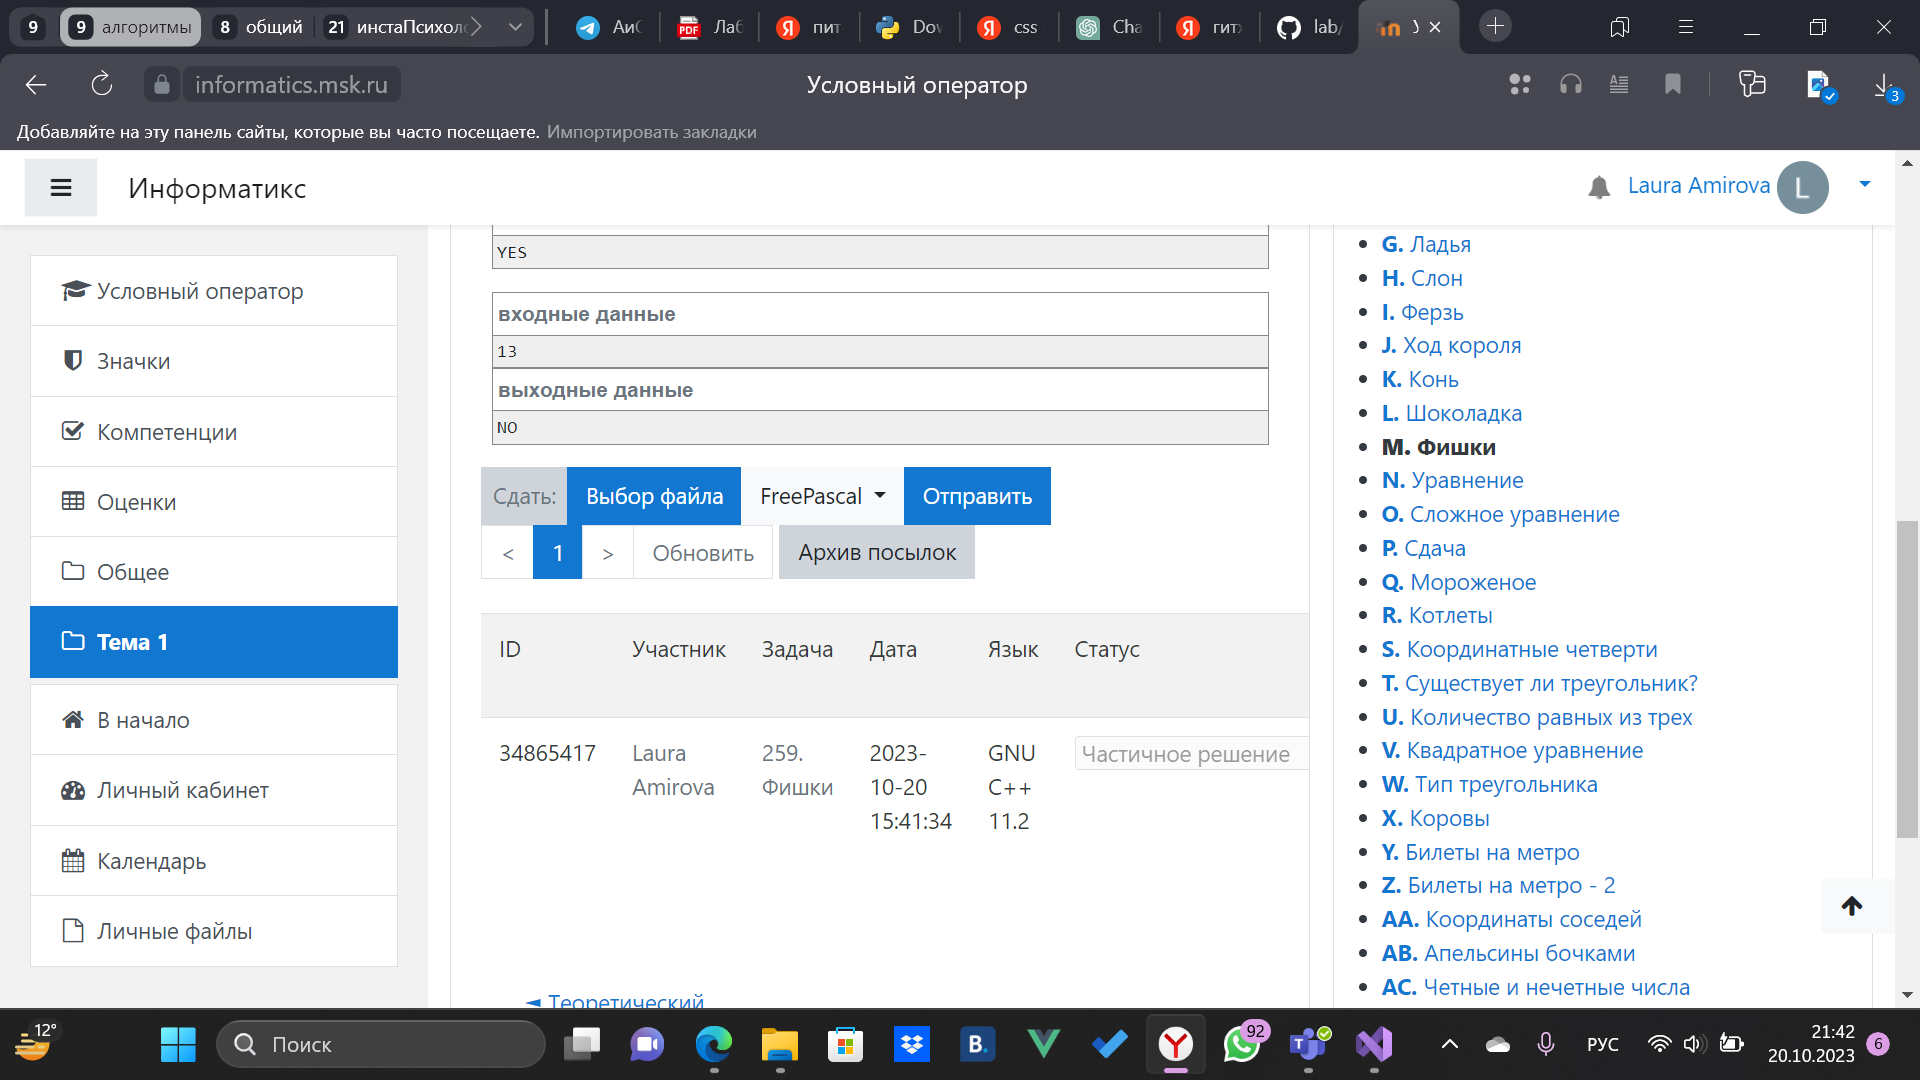 9
9 алгоритмы
8 общий
21 инстаПсихол
АиС
Лаб
пит
Dov
css
Cha
гит
lab/
У
informatics.msk.ru
Условный оператор
3
Добавляйте на эту панель сайты, которые вы часто посещаете. Импортировать закладки
Информатикс
Laura Amirova
L
Условный оператор
Значки
Компетенции
Оценки
Общее
Тема 1
В начало
Личный кабинет
Календарь
Личные файлы
YES
входные данные
13
выходные данные
NO
Сдать: Выбор файла FreePascal Отправить
< 1 > Обновить Архив посылок
ID Участник Задача Дата Язык Статус
34865417 Laura Amirova 259. Фишки 2023-10-20 15:41:34 GNU C++ 11.2 Частичное решение
◄ Теоретический
G. Ладья
H. Слон
I. Ферзь
J. Ход короля
K. Конь
L. Шоколадка
M. Фишки
N. Уравнение
O. Сложное уравнение
P. Сдача
Q. Мороженое
R. Котлеты
S. Координатные четверти
T. Существует ли треугольник?
U. Количество равных из трех
V. Квадратное уравнение
W. Тип треугольника
X. Коровы
Y. Билеты на метро
Z. Билеты на метро - 2
AA. Координаты соседей
AB. Апельсины бочками
AC. Четные и нечетные числа
12°
Поиск
B.
92
РУС
21:42
20.10.2023
6